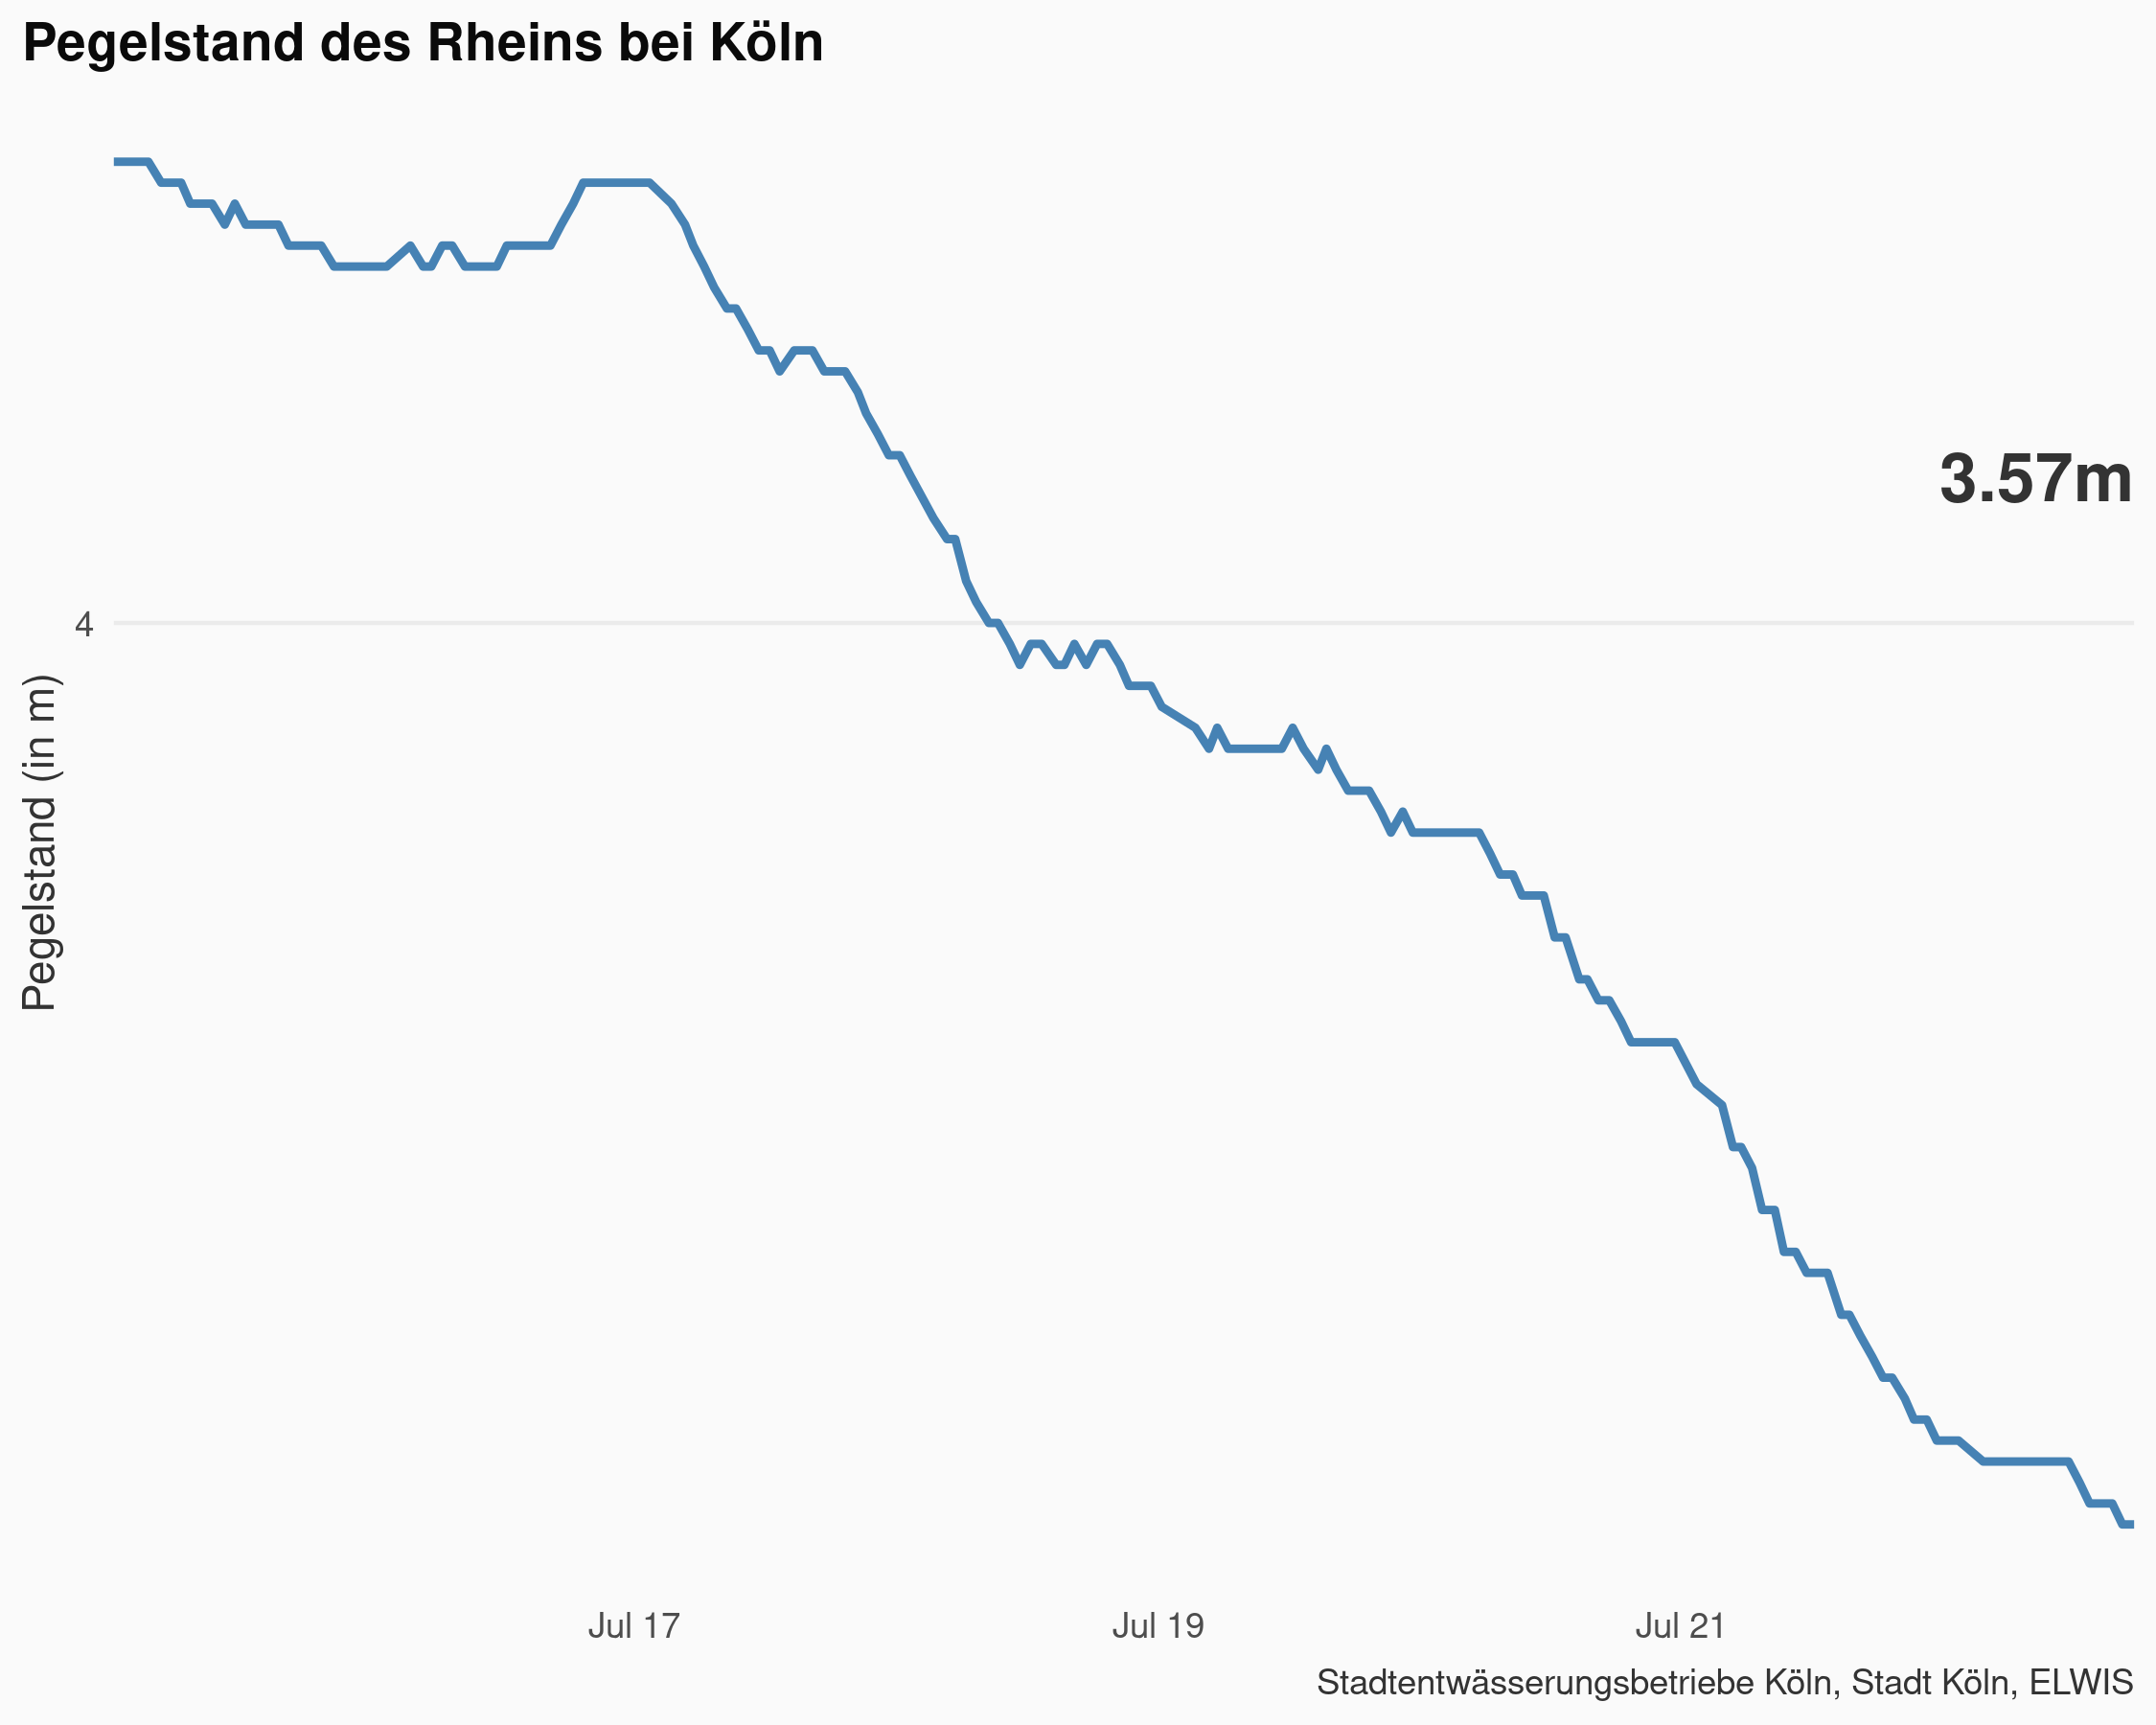 Pegelstand des Rheins bei Köln
3.57m
4
Pegelstand (in m)
Jul 17
Jul 19
Jul 21
Stadtentwässerungsbetriebe Köln, Stadt Köln, ELWIS